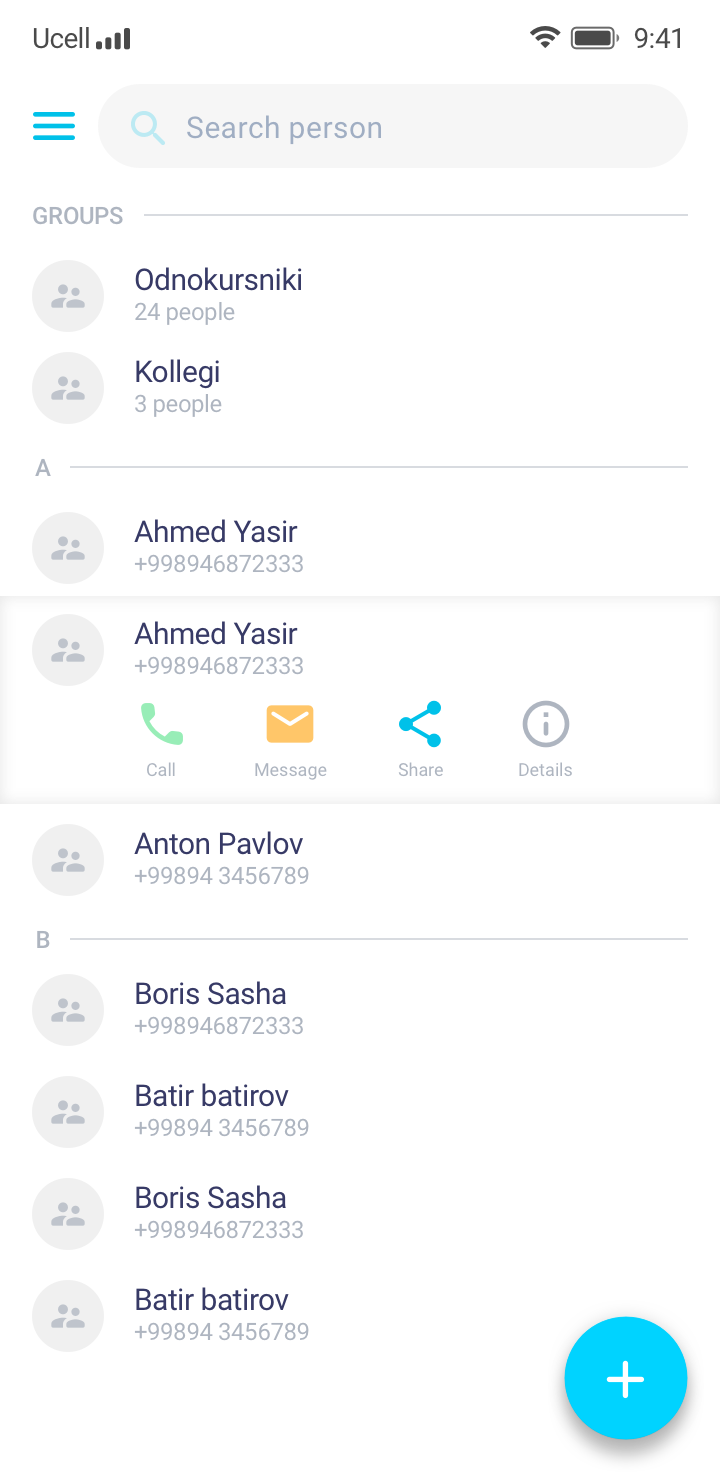 Ucell 9:41
Search person
GROUPS
Odnokursniki
24 people
Kollegi
3 people
A
Ahmed Yasir
+998946872333
Ahmed Yasir
+998946872333
Call Message Share Details
Anton Pavlov
+99894 3456789
B
Boris Sasha
+998946872333
Batir batirov
+99894 3456789
Boris Sasha
+998946872333
Batir batirov
+99894 3456789